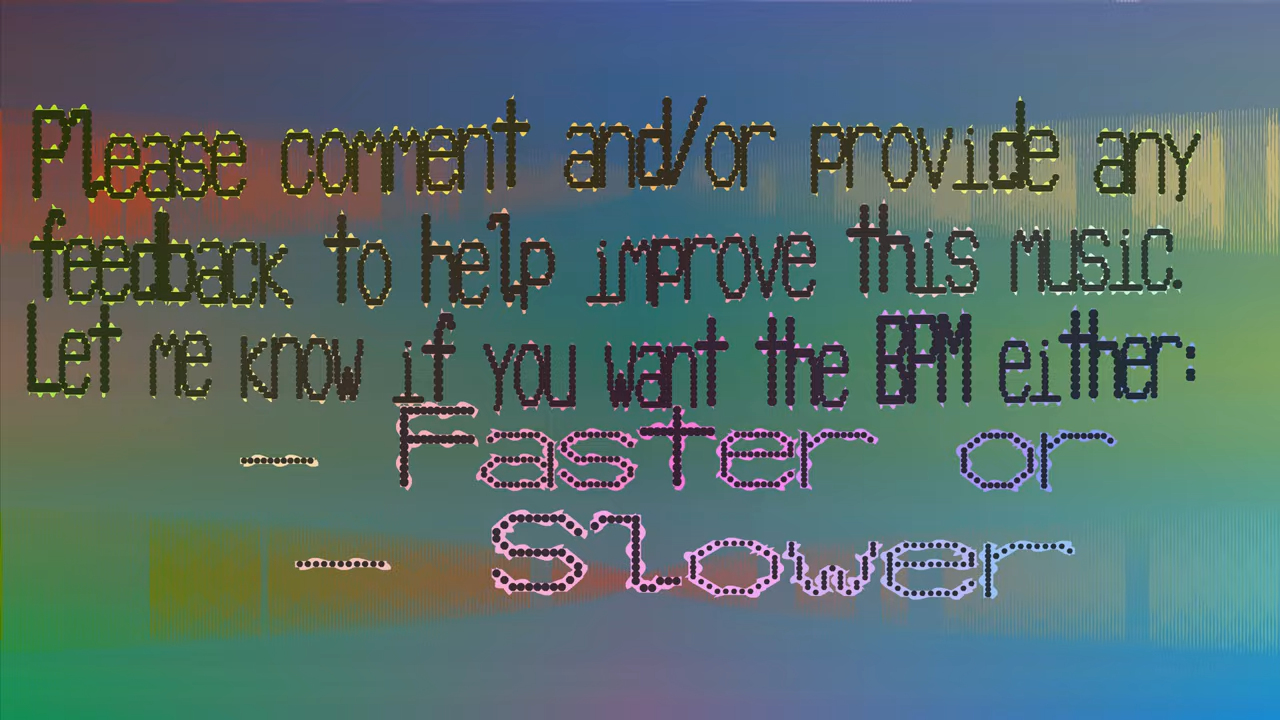 Please comment and/or provide any
feedback to help improve this music.
Let me know if you want the BPM either:
- Faster or
- Slower